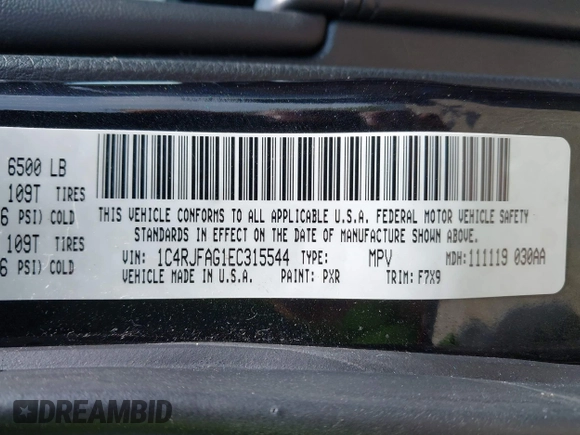 6500 LB
109T TIRES
6 PSI) COLD
109T TIRES
6 PSI) COLD
THIS VEHICLE CONFORMS TO ALL APPLICABLE U.S.A. FEDERAL MOTOR VEHICLE SAFETY
STANDARDS IN EFFECT ON THE DATE OF MANUFACTURE SHOWN ABOVE.
VIN: 1C4RJFAG1EC315544 TYPE: MPV MDH: 111119 030AA
VEHICLE MADE IN U.S.A. PAINT: PXR TRIM: F7X9
DREAMBID